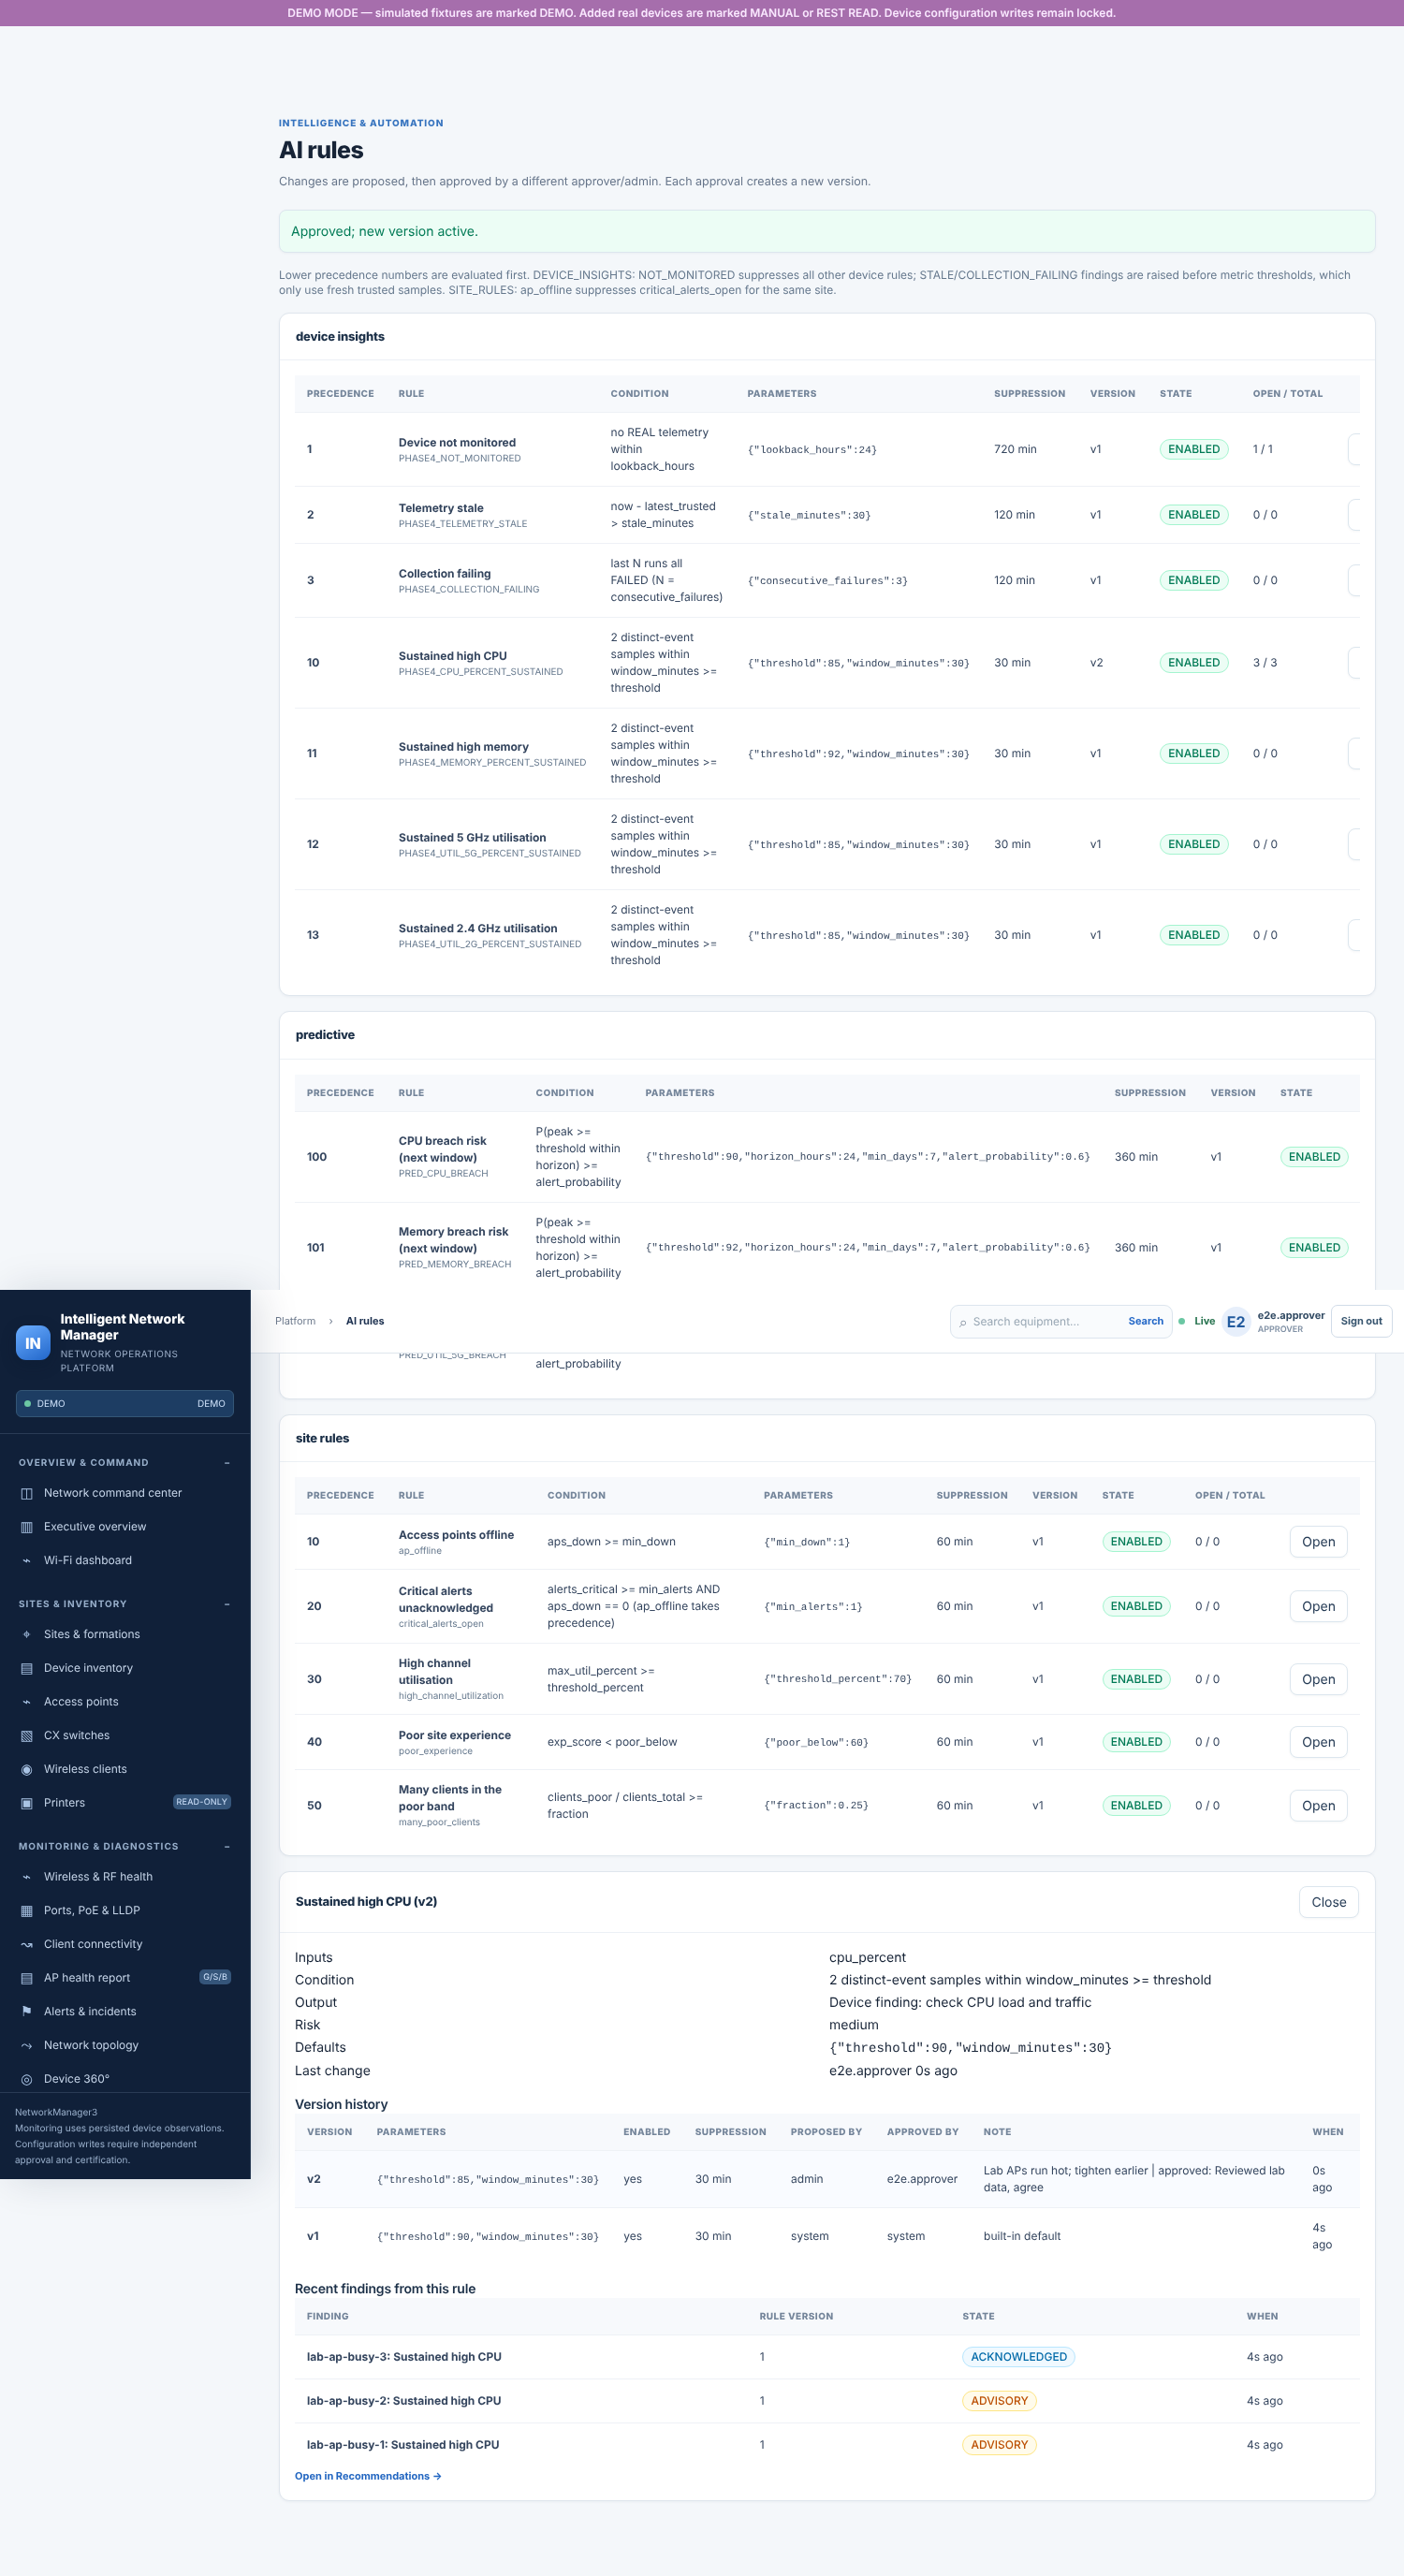 DEMO MODE — simulated fixtures are marked DEMO. Added real devices are marked MANUAL or REST READ. Device configuration writes remain locked.
INTELLIGENCE & AUTOMATION
AI rules
Changes are proposed, then approved by a different approver/admin. Each approval creates a new version.
Approved; new version active.
Lower precedence numbers are evaluated first. DEVICE_INSIGHTS: NOT_MONITORED suppresses all other device rules; STALE/COLLECTION_FAILING findings are raised before metric thresholds, which
only use fresh trusted samples. SITE_RULES: ap_offline suppresses critical_alerts_open for the same site.
device insights
PRECEDENCE RULE CONDITION PARAMETERS SUPPRESSION VERSION STATE OPEN / TOTAL
1 Device not monitored PHASE4_NOT_MONITORED no REAL telemetry within lookback_hours {"lookback_hours":24} 720 min v1 ENABLED 1 / 1
2 Telemetry stale PHASE4_TELEMETRY_STALE now - latest_trusted > stale_minutes {"stale_minutes":30} 120 min v1 ENABLED 0 / 0
3 Collection failing PHASE4_COLLECTION_FAILING last N runs all FAILED (N = consecutive_failures) {"consecutive_failures":3} 120 min v1 ENABLED 0 / 0
10 Sustained high CPU PHASE4_CPU_PERCENT_SUSTAINED 2 distinct-event samples within window_minutes >= threshold {"threshold":85,"window_minutes":30} 30 min v2 ENABLED 3 / 3
11 Sustained high memory PHASE4_MEMORY_PERCENT_SUSTAINED 2 distinct-event samples within window_minutes >= threshold {"threshold":92,"window_minutes":30} 30 min v1 ENABLED 0 / 0
12 Sustained 5 GHz utilisation PHASE4_UTIL_5G_PERCENT_SUSTAINED 2 distinct-event samples within window_minutes >= threshold {"threshold":85,"window_minutes":30} 30 min v1 ENABLED 0 / 0
13 Sustained 2.4 GHz utilisation PHASE4_UTIL_2G_PERCENT_SUSTAINED 2 distinct-event samples within window_minutes >= threshold {"threshold":85,"window_minutes":30} 30 min v1 ENABLED 0 / 0
predictive
PRECEDENCE RULE CONDITION PARAMETERS SUPPRESSION VERSION STATE
100 CPU breach risk (next window) PRED_CPU_BREACH P(peak >= threshold within horizon) >= alert_probability {"threshold":90,"horizon_hours":24,"min_days":7,"alert_probability":0.6} 360 min v1 ENABLED
101 Memory breach risk (next window) PRED_MEMORY_BREACH P(peak >= threshold within horizon) >= alert_probability {"threshold":92,"horizon_hours":24,"min_days":7,"alert_probability":0.6} 360 min v1 ENABLED
PRED_UTIL_5G_BREACH alert_probability
IN Intelligent Network Manager
NETWORK OPERATIONS PLATFORM
DEMO DEMO
Platform › AI rules Search equipment... Search Live E2 e2e.approver APPROVER Sign out
OVERVIEW & COMMAND –
Network command center
Executive overview
Wi-Fi dashboard
SITES & INVENTORY –
Sites & formations
Device inventory
Access points
CX switches
Wireless clients
Printers READ-ONLY
MONITORING & DIAGNOSTICS –
Wireless & RF health
Ports, PoE & LLDP
Client connectivity
AP health report G/S/B
Alerts & incidents
Network topology
Device 360°
NetworkManager3
Monitoring uses persisted device observations.
Configuration writes require independent
approval and certification.
site rules
PRECEDENCE RULE CONDITION PARAMETERS SUPPRESSION VERSION STATE OPEN / TOTAL
10 Access points offline ap_offline aps_down >= min_down {"min_down":1} 60 min v1 ENABLED 0 / 0 Open
20 Critical alerts unacknowledged critical_alerts_open alerts_critical >= min_alerts AND aps_down == 0 (ap_offline takes precedence) {"min_alerts":1} 60 min v1 ENABLED 0 / 0 Open
30 High channel utilisation high_channel_utilization max_util_percent >= threshold_percent {"threshold_percent":70} 60 min v1 ENABLED 0 / 0 Open
40 Poor site experience poor_experience exp_score < poor_below {"poor_below":60} 60 min v1 ENABLED 0 / 0 Open
50 Many clients in the poor band many_poor_clients clients_poor / clients_total >= fraction {"fraction":0.25} 60 min v1 ENABLED 0 / 0 Open
Sustained high CPU (v2) Close
Inputs cpu_percent
Condition 2 distinct-event samples within window_minutes >= threshold
Output Device finding: check CPU load and traffic
Risk medium
Defaults {"threshold":90,"window_minutes":30}
Last change e2e.approver 0s ago
Version history
VERSION PARAMETERS ENABLED SUPPRESSION PROPOSED BY APPROVED BY NOTE WHEN
v2 {"threshold":85,"window_minutes":30} yes 30 min admin e2e.approver Lab APs run hot; tighten earlier | approved: Reviewed lab data, agree 0s ago
v1 {"threshold":90,"window_minutes":30} yes 30 min system system built-in default 4s ago
Recent findings from this rule
FINDING RULE VERSION STATE WHEN
lab-ap-busy-3: Sustained high CPU 1 ACKNOWLEDGED 4s ago
lab-ap-busy-2: Sustained high CPU 1 ADVISORY 4s ago
lab-ap-busy-1: Sustained high CPU 1 ADVISORY 4s ago
Open in Recommendations →